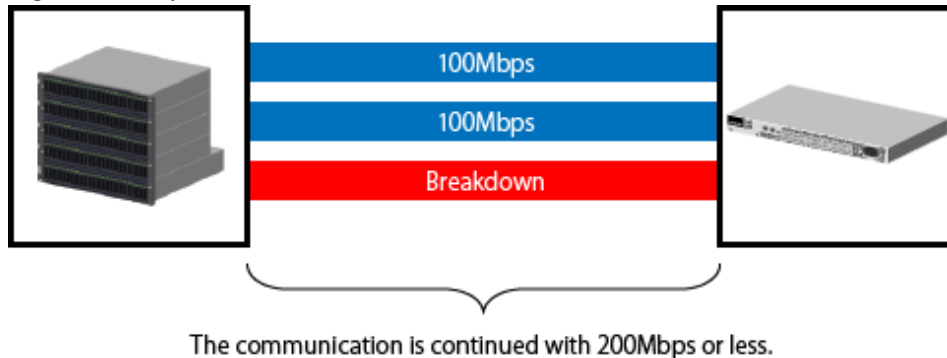 100Mbps
100Mbps
Breakdown
The communication is continued with 200Mbps or less.